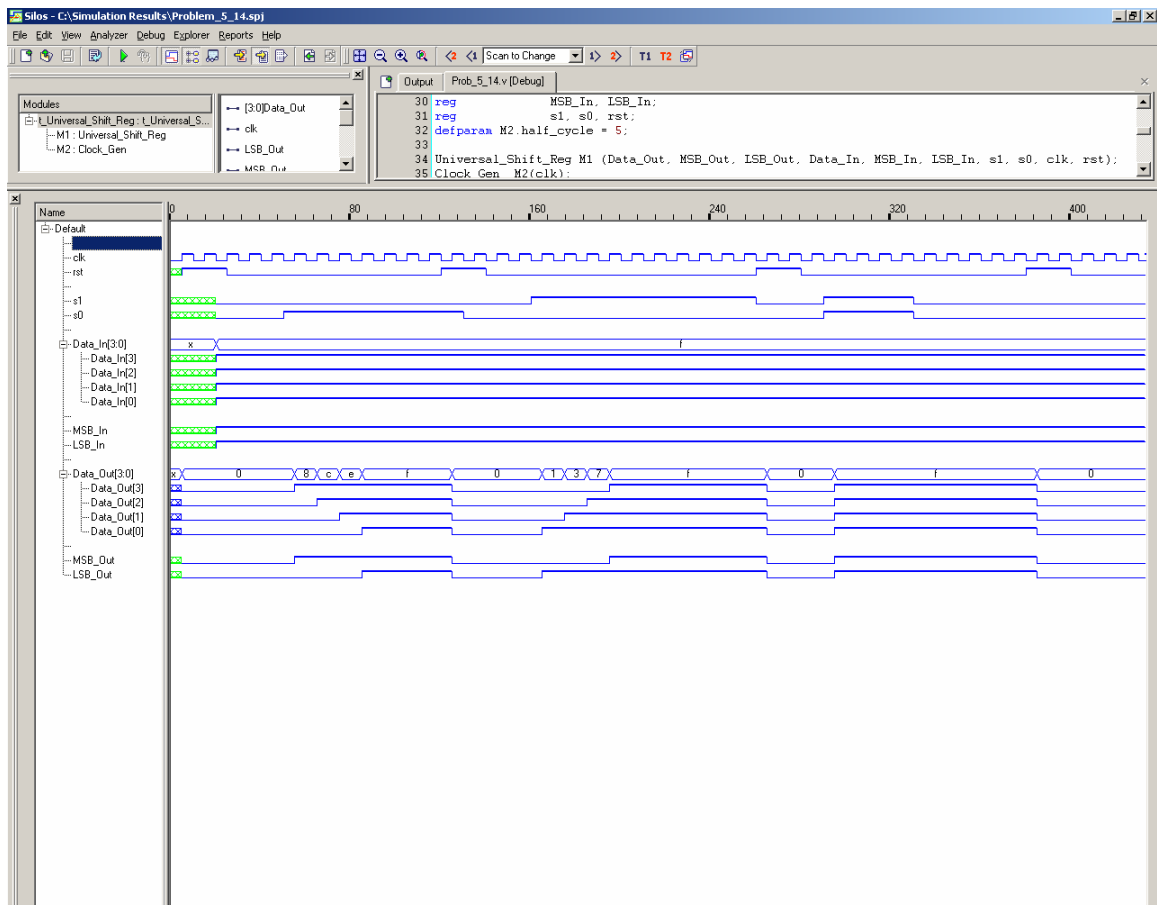 Silos - C:\Simulation Results\Problem_5_14.spj
File Edit View Analyzer Debug Explorer Reports Help
Scan to Change
T1 T2
Modules
t_Universal_Shift_Reg : t_Universal_S...
M1 : Universal_Shift_Reg
M2 : Clock_Gen
[3:0]Data_Out
clk
LSB_Out
MSB_Out
Output Prob_5_14.v [Debug]
30 reg MSB_In, LSB_In;
31 reg s1, s0, rst;
32 defparam M2.half_cycle = 5;
33
34 Universal_Shift_Reg M1 (Data_Out, MSB_Out, LSB_Out, Data_In, MSB_In, LSB_In, s1, s0, clk, rst);
35 Clock_Gen M2(clk);
Name 0 80 160 240 320 400
Default
clk
rst
s1
s0
Data_In[3:0] x f
Data_In[3]
Data_In[2]
Data_In[1]
Data_In[0]
MSB_In
LSB_In
Data_Out[3:0] x 0 8 c e f 0 1 3 7 f 0 f 0
Data_Out[3]
Data_Out[2]
Data_Out[1]
Data_Out[0]
MSB_Out
LSB_Out